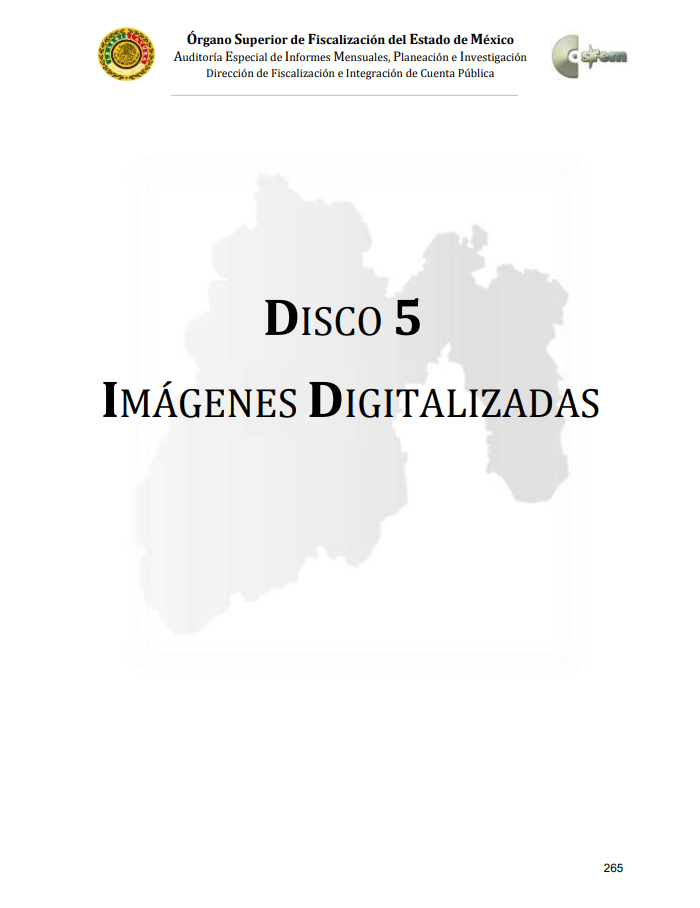 Órgano Superior de Fiscalización del Estado de México
Auditoría Especial de Informes Mensuales, Planeación e Investigación
Dirección de Fiscalización e Integración de Cuenta Pública
osfem
DISCO 5
IMÁGENES DIGITALIZADAS
265